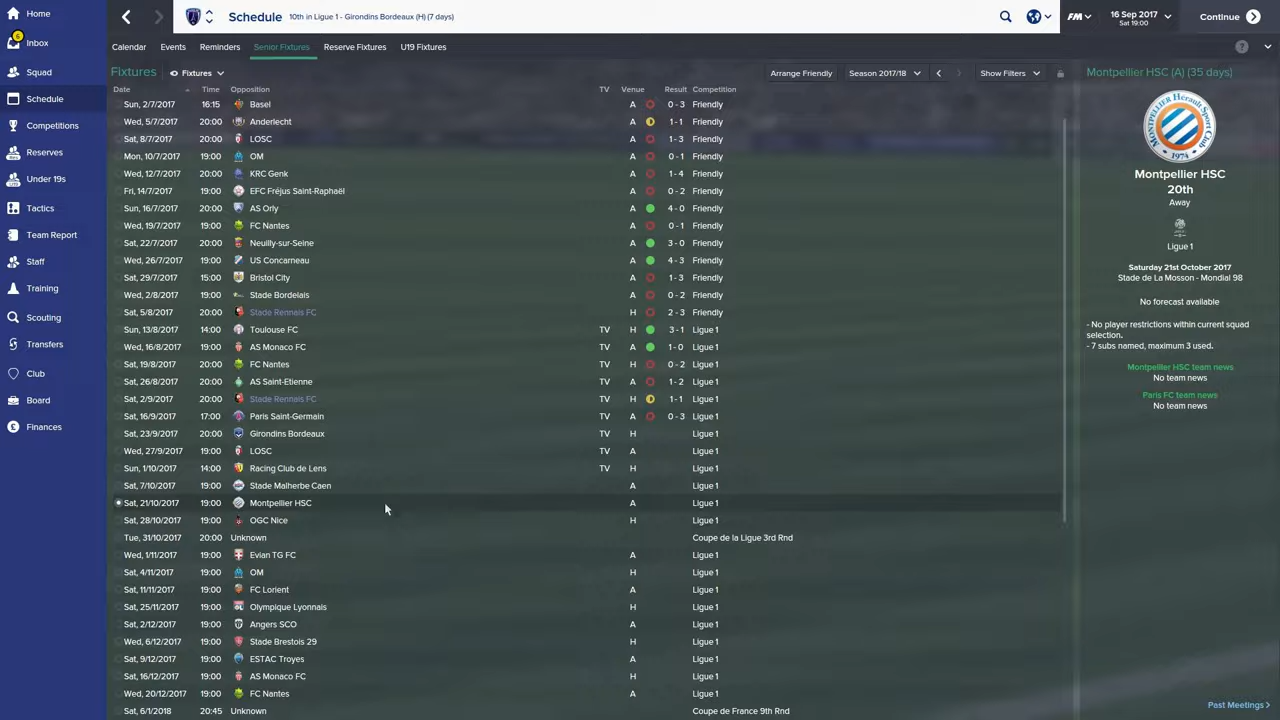 Home
Schedule
10th in Ligue 1 - Girondins Bordeaux (H) (7 days)
FM
16 Sep 2017
Sat 19:00
Continue
6
Inbox
Squad
Schedule
Competitions
Reserves
Under 19s
Tactics
Team Report
Staff
Training
Scouting
Transfers
Club
Board
Finances
Calendar Events Reminders Senior Fixtures Reserve Fixtures U19 Fixtures
?
Fixtures Fixtures Arrange Friendly Season 2017/18 Show Filters
Date Time Opposition TV Venue Result Competition
Sun, 2/7/2017 16:15 Basel A 0 - 3 Friendly
Wed, 5/7/2017 20:00 Anderlecht A 1 - 1 Friendly
Sat, 8/7/2017 20:00 LOSC A 1 - 3 Friendly
Mon, 10/7/2017 19:00 OM A 0 - 1 Friendly
Wed, 12/7/2017 20:00 KRC Genk A 1 - 4 Friendly
Fri, 14/7/2017 19:00 EFC Fréjus Saint-Raphaël A 0 - 2 Friendly
Sun, 16/7/2017 20:00 AS Orly A 4 - 0 Friendly
Wed, 19/7/2017 19:00 FC Nantes A 0 - 1 Friendly
Sat, 22/7/2017 20:00 Neuilly-sur-Seine A 3 - 0 Friendly
Wed, 26/7/2017 19:00 US Concarneau A 4 - 3 Friendly
Sat, 29/7/2017 15:00 Bristol City A 1 - 3 Friendly
Wed, 2/8/2017 19:00 Stade Bordelais A 0 - 2 Friendly
Sat, 5/8/2017 20:00 Stade Rennais FC H 2 - 3 Friendly
Sun, 13/8/2017 14:00 Toulouse FC TV H 3 - 1 Ligue 1
Wed, 16/8/2017 19:00 AS Monaco FC TV A 1 - 0 Ligue 1
Sat, 19/8/2017 20:00 FC Nantes TV H 0 - 2 Ligue 1
Sat, 26/8/2017 20:00 AS Saint-Etienne TV A 1 - 2 Ligue 1
Sat, 2/9/2017 20:00 Stade Rennais FC TV H 1 - 1 Ligue 1
Sat, 16/9/2017 17:00 Paris Saint-Germain TV A 0 - 3 Ligue 1
Sat, 23/9/2017 20:00 Girondins Bordeaux TV H Ligue 1
Wed, 27/9/2017 19:00 LOSC TV A Ligue 1
Sun, 1/10/2017 14:00 Racing Club de Lens TV H Ligue 1
Sat, 7/10/2017 19:00 Stade Malherbe Caen A Ligue 1
Sat, 21/10/2017 19:00 Montpellier HSC A Ligue 1
Sat, 28/10/2017 19:00 OGC Nice H Ligue 1
Tue, 31/10/2017 20:00 Unknown Coupe de la Ligue 3rd Rnd
Wed, 1/11/2017 19:00 Evian TG FC A Ligue 1
Sat, 4/11/2017 19:00 OM H Ligue 1
Sat, 11/11/2017 19:00 FC Lorient A Ligue 1
Sat, 25/11/2017 19:00 Olympique Lyonnais H Ligue 1
Sat, 2/12/2017 19:00 Angers SCO A Ligue 1
Wed, 6/12/2017 19:00 Stade Brestois 29 H Ligue 1
Sat, 9/12/2017 19:00 ESTAC Troyes A Ligue 1
Sat, 16/12/2017 19:00 AS Monaco FC H Ligue 1
Wed, 20/12/2017 19:00 FC Nantes A Ligue 1
Sat, 6/1/2018 20:45 Unknown Coupe de France 9th Rnd
Montpellier HSC (A) (35 days)
MONTPELLIER Herault Sport Club
1974
Montpellier HSC
20th
Away
Ligue 1
Saturday 21st October 2017
Stade de La Mosson - Mondial 98
No forecast available
- No player restrictions within current squad
selection.
- 7 subs named, maximum 3 used.
Montpellier HSC team news
No team news
Paris FC team news
No team news
Past Meetings